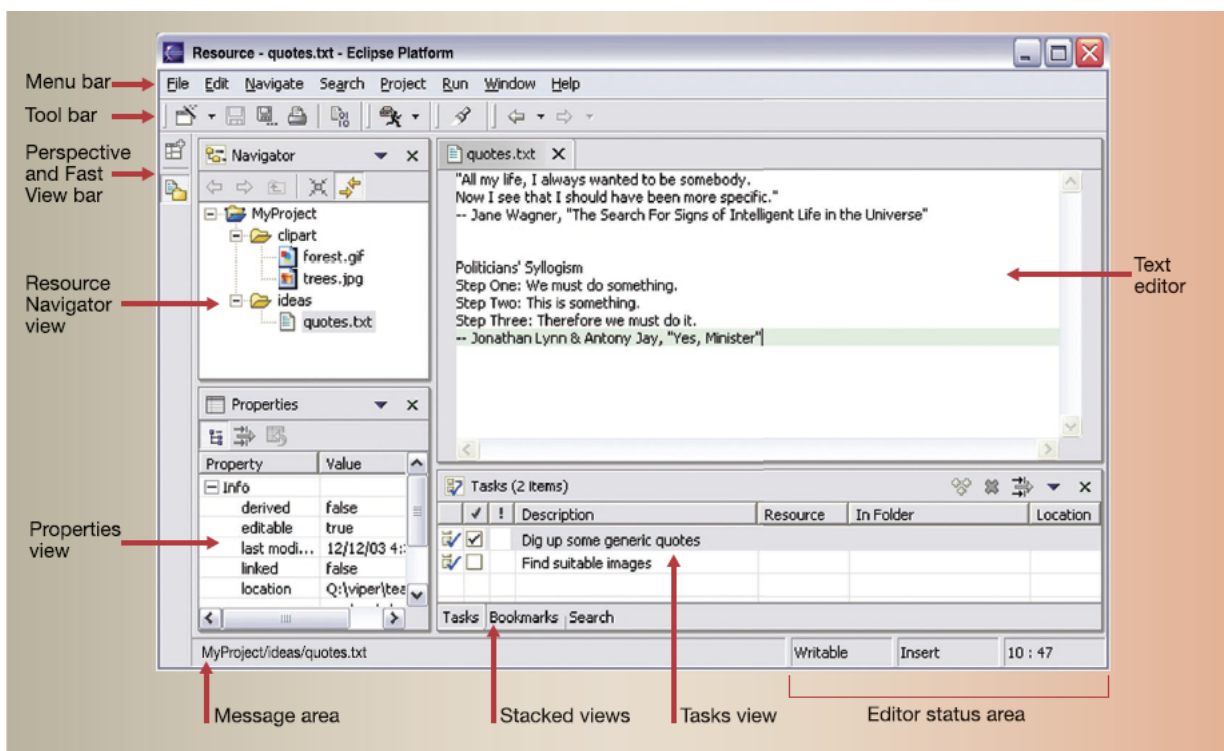 Resource - quotes.txt - Eclipse Platform
Menu bar
File Edit Navigate Search Project Run Window Help
Tool bar
Perspective
and Fast
View bar
Navigator
quotes.txt
"All my life, I always wanted to be somebody.
Now I see that I should have been more specific."
-- Jane Wagner, "The Search For Signs of Intelligent Life in the Universe"
Politicians' Syllogism
Step One: We must do something.
Step Two: This is something.
Step Three: Therefore we must do it.
-- Jonathan Lynn & Antony Jay, "Yes, Minister"
Text
editor
MyProject
clipart
forest.gif
trees.jpg
ideas
quotes.txt
Resource
Navigator
view
Properties
Property Value
Info
derived false
editable true
last modi... 12/12/03 4:
linked false
location Q:\viper\tea
Properties
view
Tasks (2 items)
! Description Resource In Folder Location
Dig up some generic quotes
Find suitable images
Tasks Bookmarks Search
MyProject/ideas/quotes.txt Writable Insert 10 : 47
Message area
Stacked views
Tasks view
Editor status area